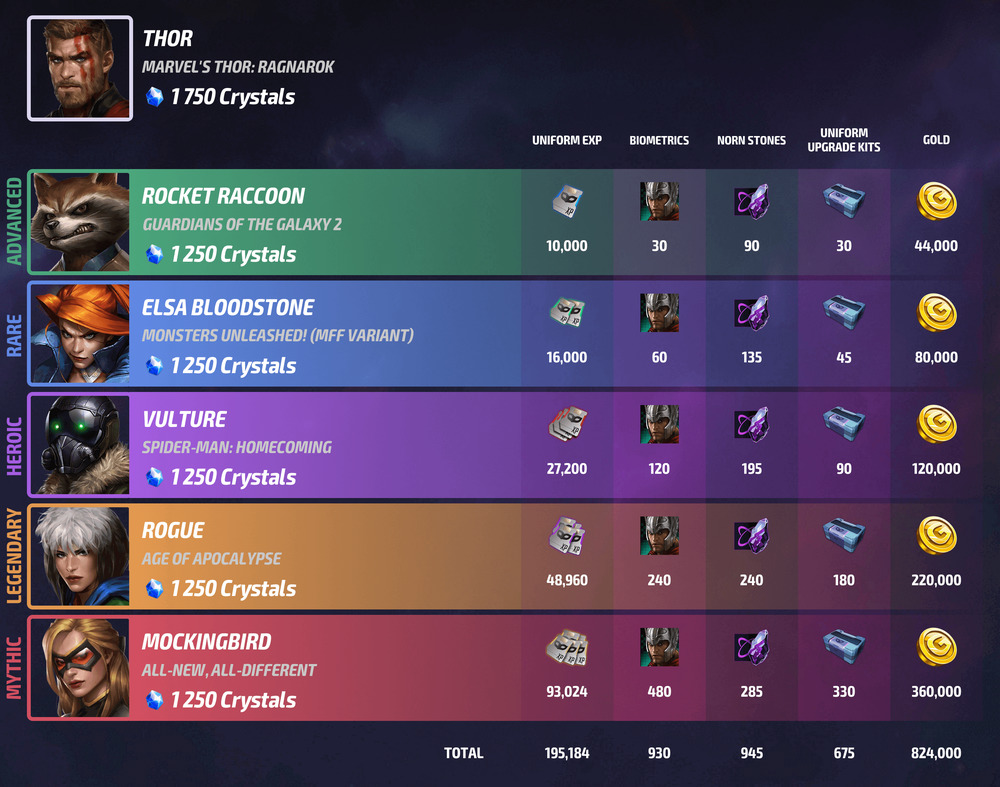 THOR
MARVEL'S THOR: RAGNAROK
1 750 Crystals
UNIFORM EXP
BIOMETRICS
NORN STONES
UNIFORM
UPGRADE KITS
GOLD
ADVANCED
ROCKET RACCOON
GUARDIANS OF THE GALAXY 2
1 250 Crystals
10,000
30
90
30
44,000
RARE
ELSA BLOODSTONE
MONSTERS UNLEASHED! (MFF VARIANT)
1 250 Crystals
16,000
60
135
45
80,000
HEROIC
VULTURE
SPIDER-MAN: HOMECOMING
1 250 Crystals
27,200
120
195
90
120,000
LEGENDARY
ROGUE
AGE OF APOCALYPSE
1 250 Crystals
48,960
240
240
180
220,000
MYTHIC
MOCKINGBIRD
ALL-NEW, ALL-DIFFERENT
1 250 Crystals
93,024
480
285
330
360,000
TOTAL
195,184
930
945
675
824,000